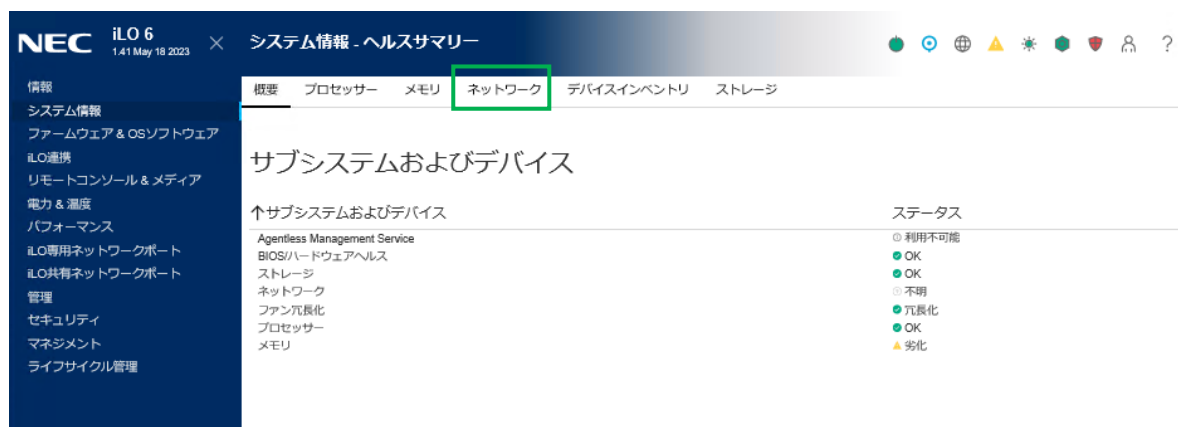 NEC iLO 6
1.41 May 18 2023
システム情報 - ヘルスサマリー
?
情報
システム情報
ファームウェア & OSソフトウェア
iLO連携
リモートコンソール & メディア
電力 & 温度
パフォーマンス
iLO専用ネットワークポート
iLO共有ネットワークポート
管理
セキュリティ
マネジメント
ライフサイクル管理
概要 プロセッサー メモリ ネットワーク デバイスインベントリ ストレージ
サブシステムおよびデバイス
↑サブシステムおよびデバイス ステータス
Agentless Management Service 利用不可能
BIOS/ハードウェアヘルス OK
ストレージ OK
ネットワーク 不明
ファン冗長化 冗長化
プロセッサー OK
メモリ 劣化